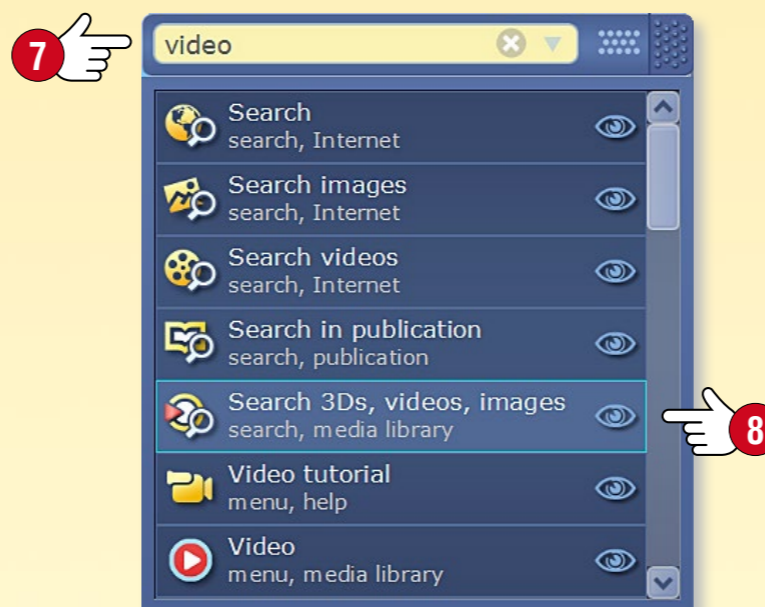 7
video
Search
search, Internet
Search images
search, Internet
Search videos
search, Internet
Search in publication
search, publication
Search 3Ds, videos, images
search, media library
8
Video tutorial
menu, help
Video
menu, media library